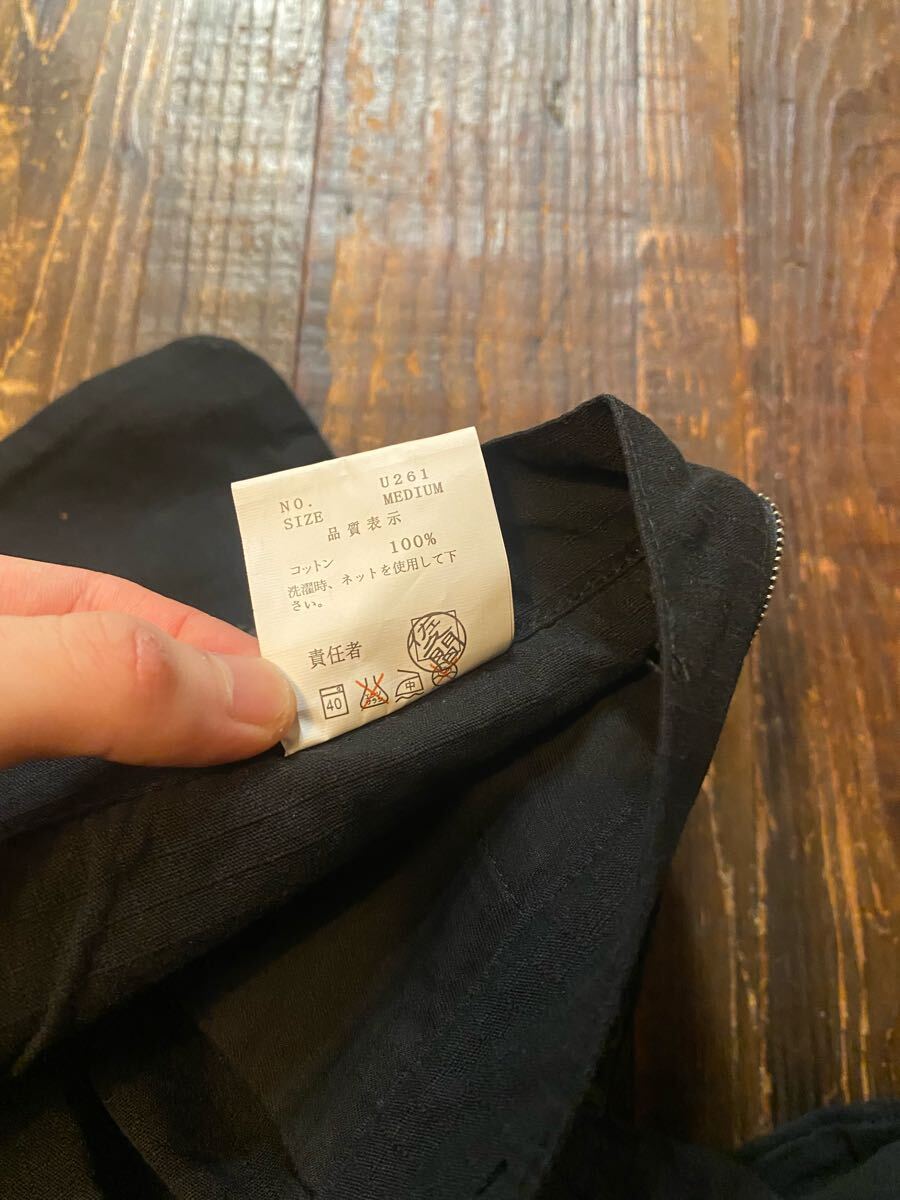 NO. U261
SIZE MEDIUM
品質表示
コットン 100%
洗濯時、ネットを使用して下
さい。
責任者
40 中